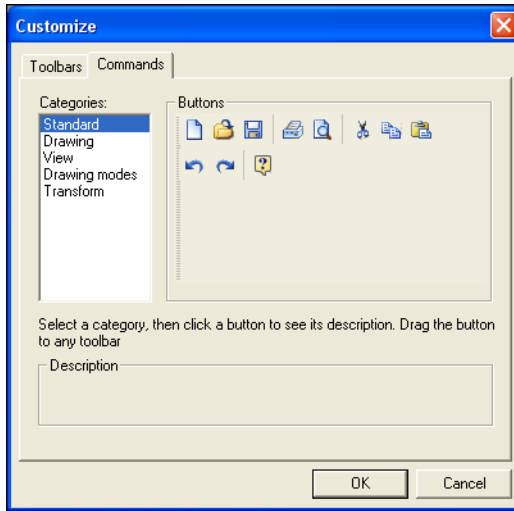 Customize
Toolbars
Commands
Categories:
Buttons
Standard
Drawing
View
Drawing modes
Transform
Select a category, then click a button to see its description. Drag the button
to any toolbar
Description
OK
Cancel